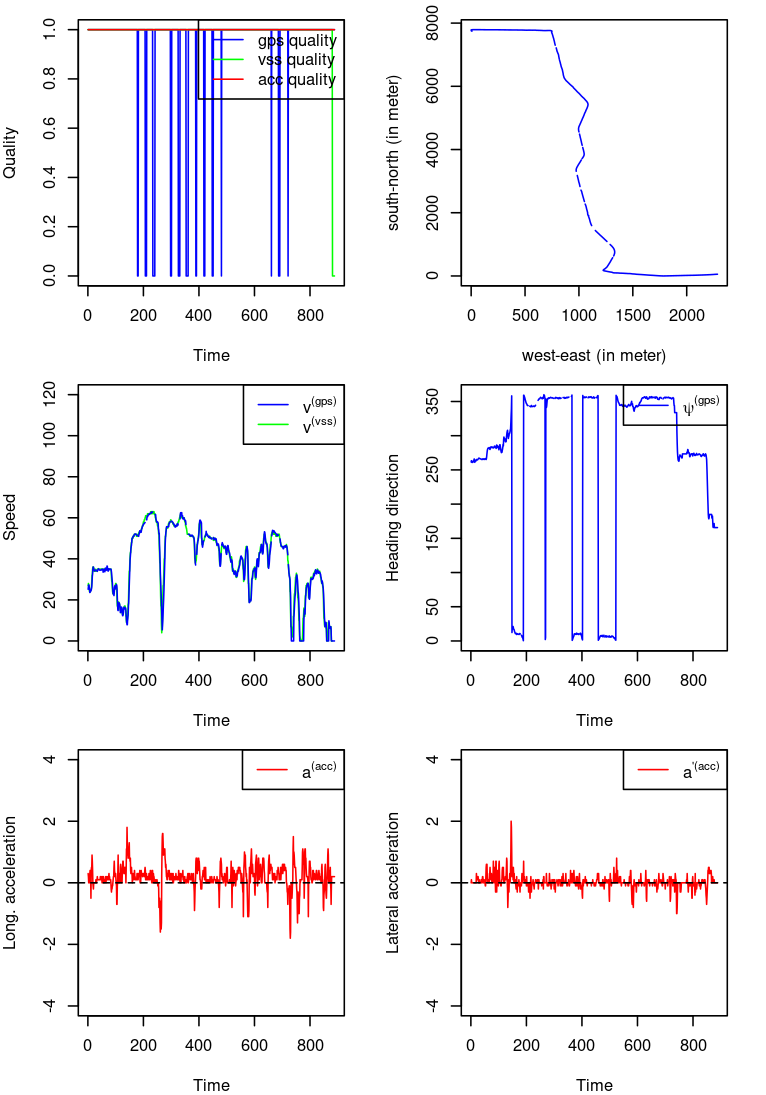 gps quality
vss quality
acc quality
Quality
0.0 0.2 0.4 0.6 0.8 1.0
0 200 400 600 800
Time
south-north (in meter)
0 2000 4000 6000 8000
0 500 1000 1500 2000
west-east (in meter)
v(gps)
v(vss)
Speed
0 20 40 60 80 100 120
0 200 400 600 800
Time
ψ(gps)
Heading direction
0 50 150 250 350
0 200 400 600 800
Time
a(acc)
Long. acceleration
-4 -2 0 2 4
0 200 400 600 800
Time
a'(acc)
Lateral acceleration
-4 -2 0 2 4
0 200 400 600 800
Time